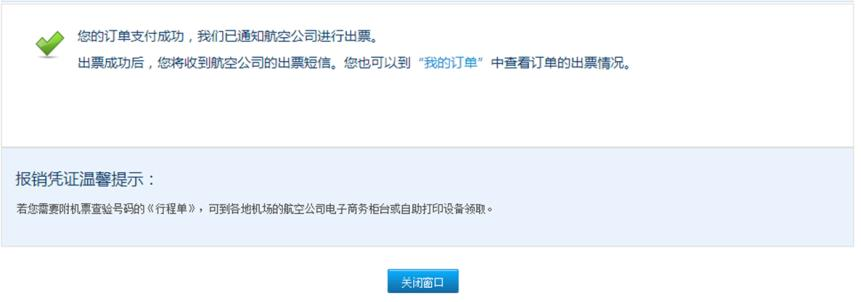 您的订单支付成功，我们已通知航空公司进行出票。
出票成功后，您将收到航空公司的出票短信。您也可以到“我的订单”中查看订单的出票情况。
报销凭证温馨提示：
若您需要附机票查验号码的《行程单》，可到各地机场的航空公司电子商务柜台或自助打印设备领取。
关闭窗口